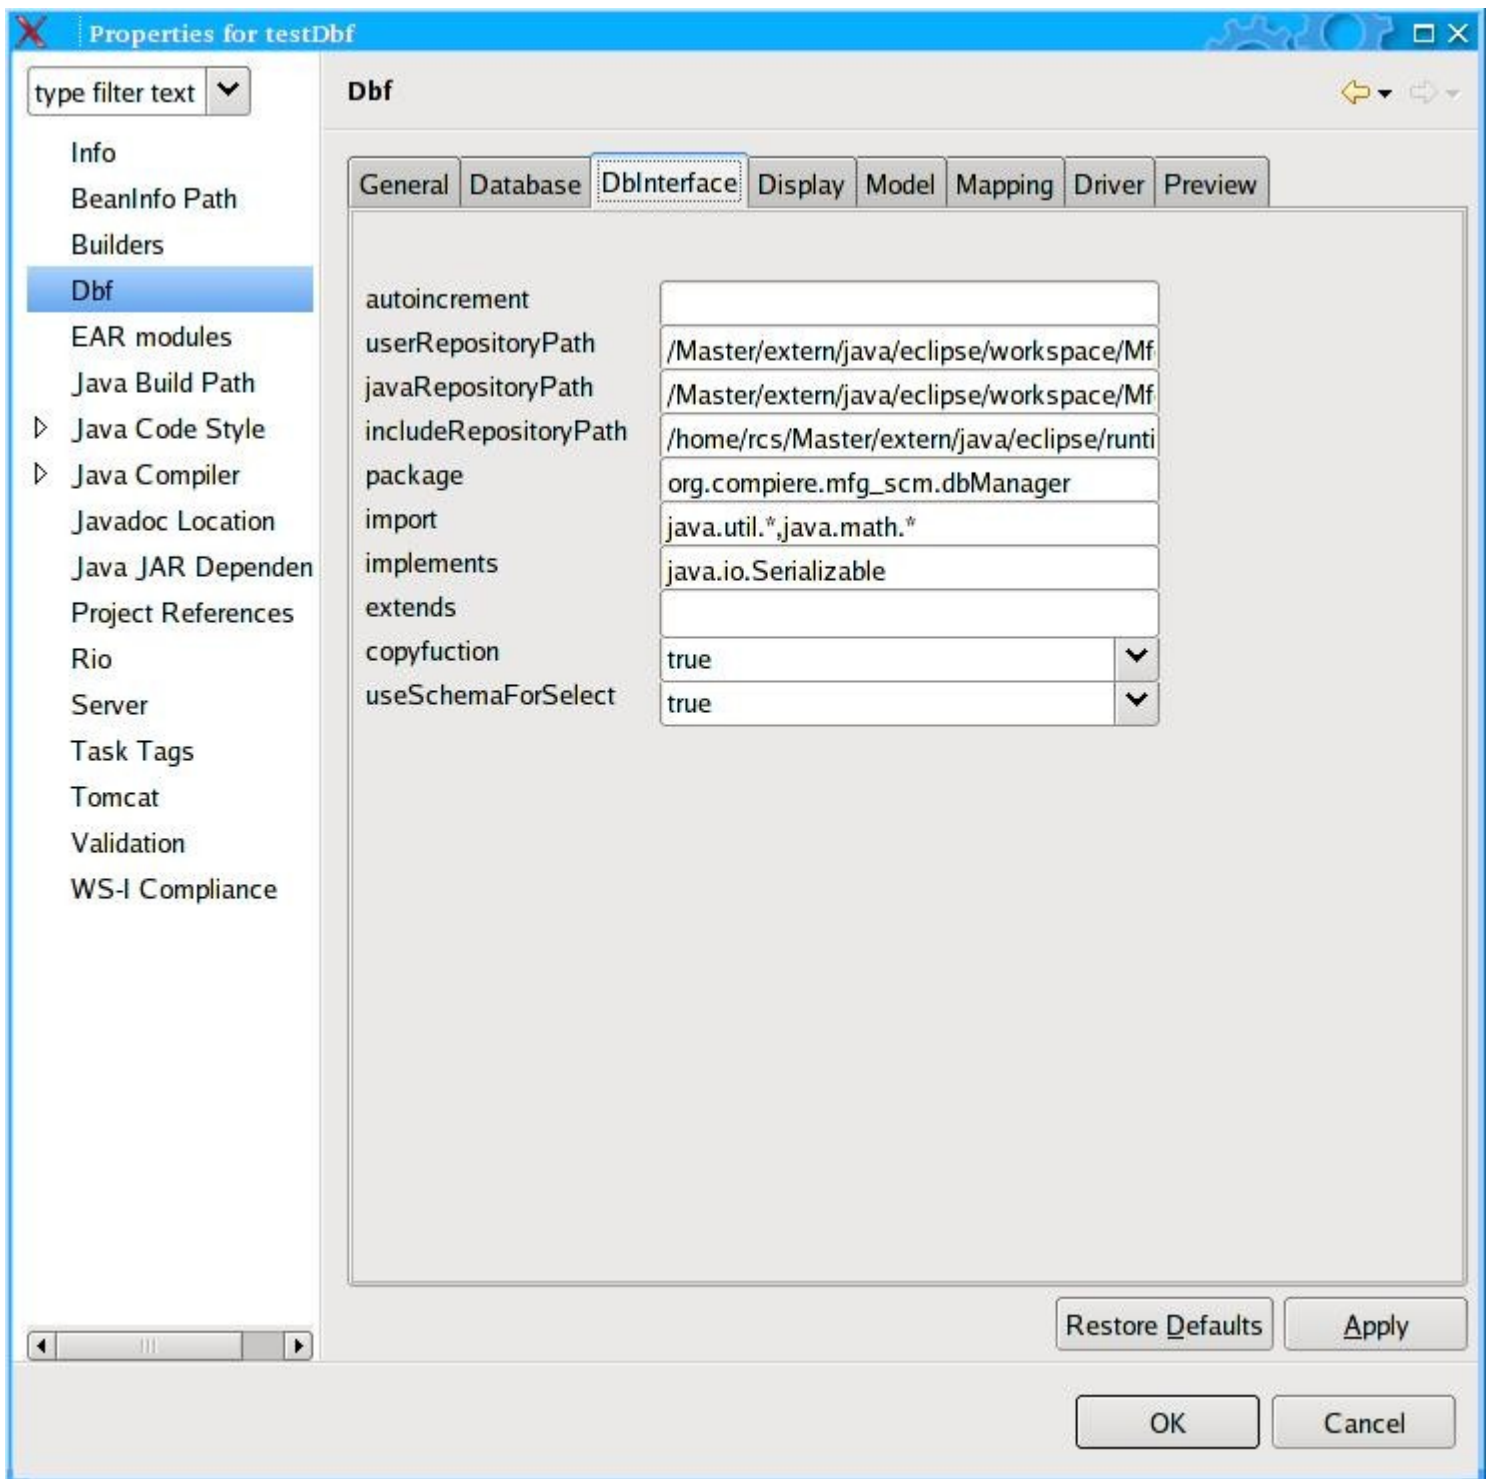 Properties for testDbf
type filter text
Dbf
Info
BeanInfo Path
Builders
Dbf
EAR modules
Java Build Path
Java Code Style
Java Compiler
Javadoc Location
Java JAR Dependen
Project References
Rio
Server
Task Tags
Tomcat
Validation
WS-I Compliance
General Database DbInterface Display Model Mapping Driver Preview
autoincrement
userRepositoryPath /Master/extern/java/eclipse/workspace/Mf
javaRepositoryPath /Master/extern/java/eclipse/workspace/Mf
includeRepositoryPath /home/rcs/Master/extern/java/eclipse/runti
package org.compiere.mfg_scm.dbManager
import java.util.*,java.math.*
implements java.io.Serializable
extends
copyfuction true
useSchemaForSelect true
Restore Defaults Apply
OK Cancel